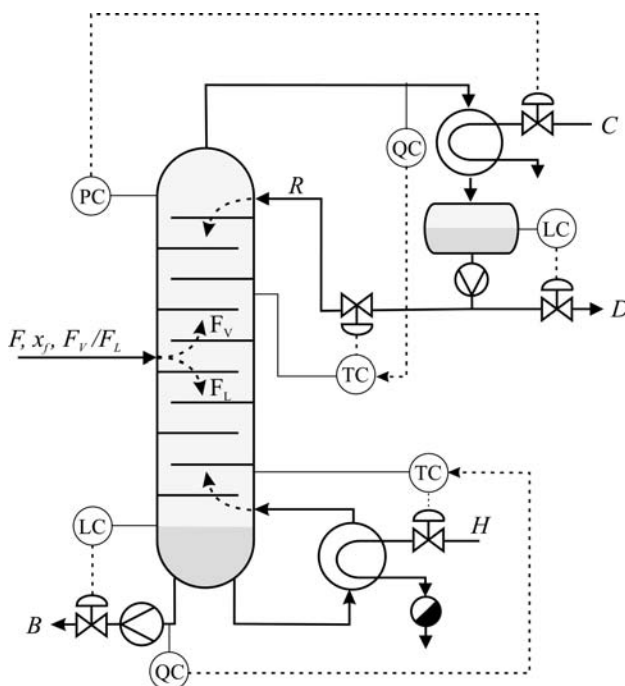 C
QC
PC
R
LC
F_V
D
F, x_f, F_V/F_L
TC
F_L
TC
LC
H
B
QC